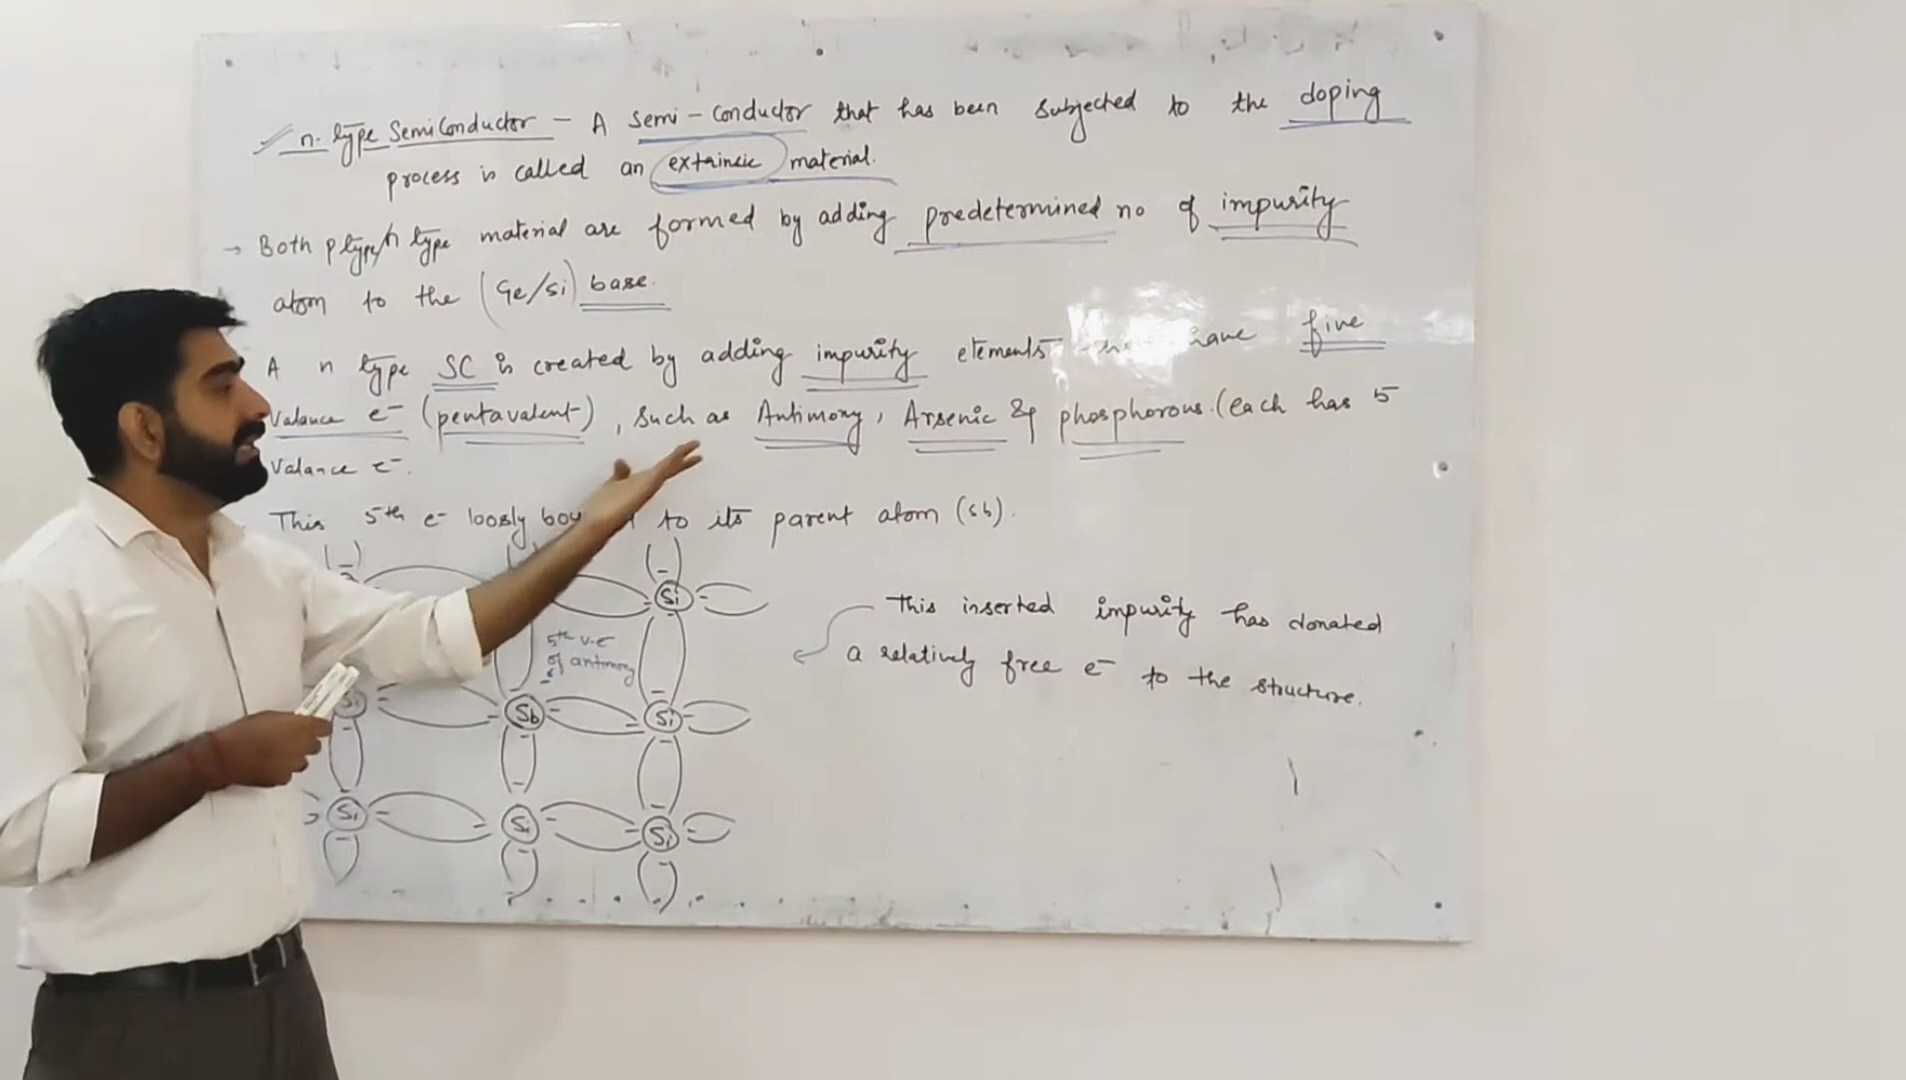 n-type SemiConductor - A Semi-Conductor that has been subjected to the doping
process is called an extainsic material.
→ Both p type/n type material are formed by adding predetermined no of impurity
atom to the (Ge/Si) base.
A n type SC is created by adding impurity elements have five
Valance e- (pentavalent), such as Antimony, Arsenic & phosphorous. (each has 5
Valance e-.
This 5th e- loosly to its parent atom (Sb).
Si
This inserted impurity has donated
a relatively free e- to the structure.
5th v.e
of antimony
Si Sb Si
Si Si Si